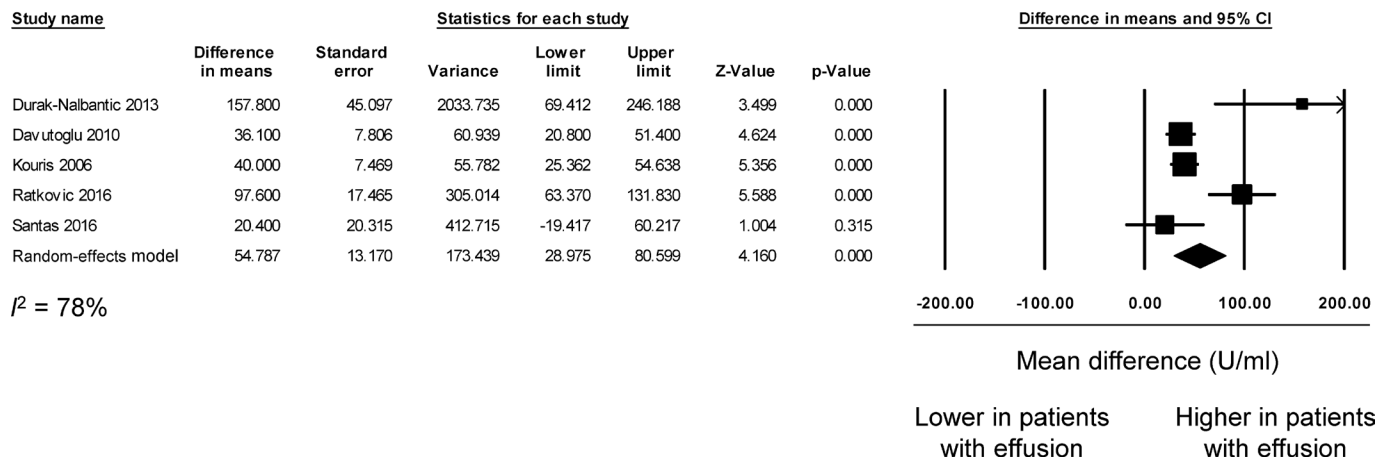 Study name Statistics for each study Difference in means and 95% CI
Difference Standard Lower Upper
in means error Variance limit limit Z-Value p-Value
Durak-Nalbantic 2013 157.800 45.097 2033.735 69.412 246.188 3.499 0.000
Davutoglu 2010 36.100 7.806 60.939 20.800 51.400 4.624 0.000
Kouris 2006 40.000 7.469 55.782 25.362 54.638 5.356 0.000
Ratkovic 2016 97.600 17.465 305.014 63.370 131.830 5.588 0.000
Santas 2016 20.400 20.315 412.715 -19.417 60.217 1.004 0.315
Random-effects model 54.787 13.170 173.439 28.975 80.599 4.160 0.000
I² = 78%
-200.00 -100.00 0.00 100.00 200.00
Mean difference (U/ml)
Lower in patients Higher in patients
with effusion with effusion